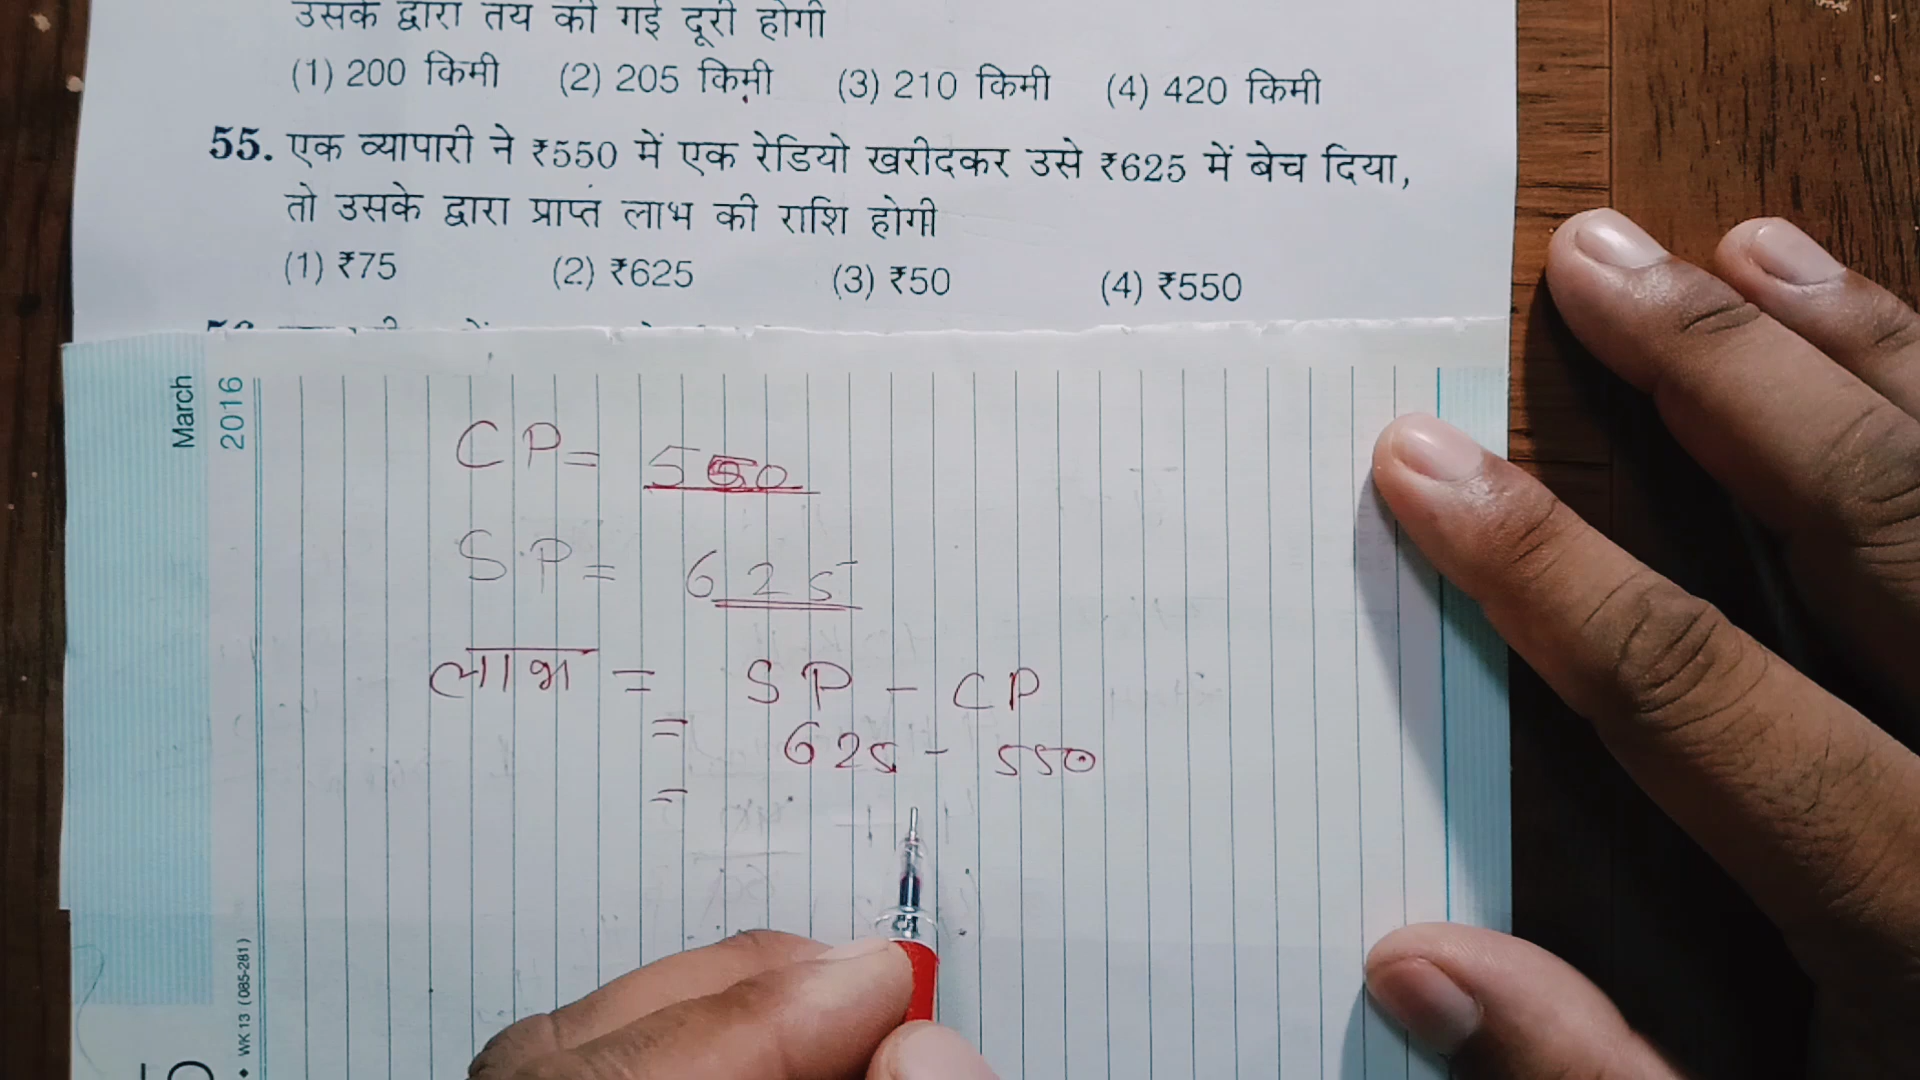 उसके द्वारा तय की गई दूरी होगी
(1) 200 किमी (2) 205 किमी (3) 210 किमी (4) 420 किमी
55. एक व्यापारी ने ₹550 में एक रेडियो खरीदकर उसे ₹625 में बेच दिया,
तो उसके द्वारा प्राप्त लाभ की राशि होगी
(1) ₹75 (2) ₹625 (3) ₹50 (4) ₹550
March
2016
CP= 550
SP= 625
लाभ = SP - CP
= 625 - 550
=
WK 13 (085-281)